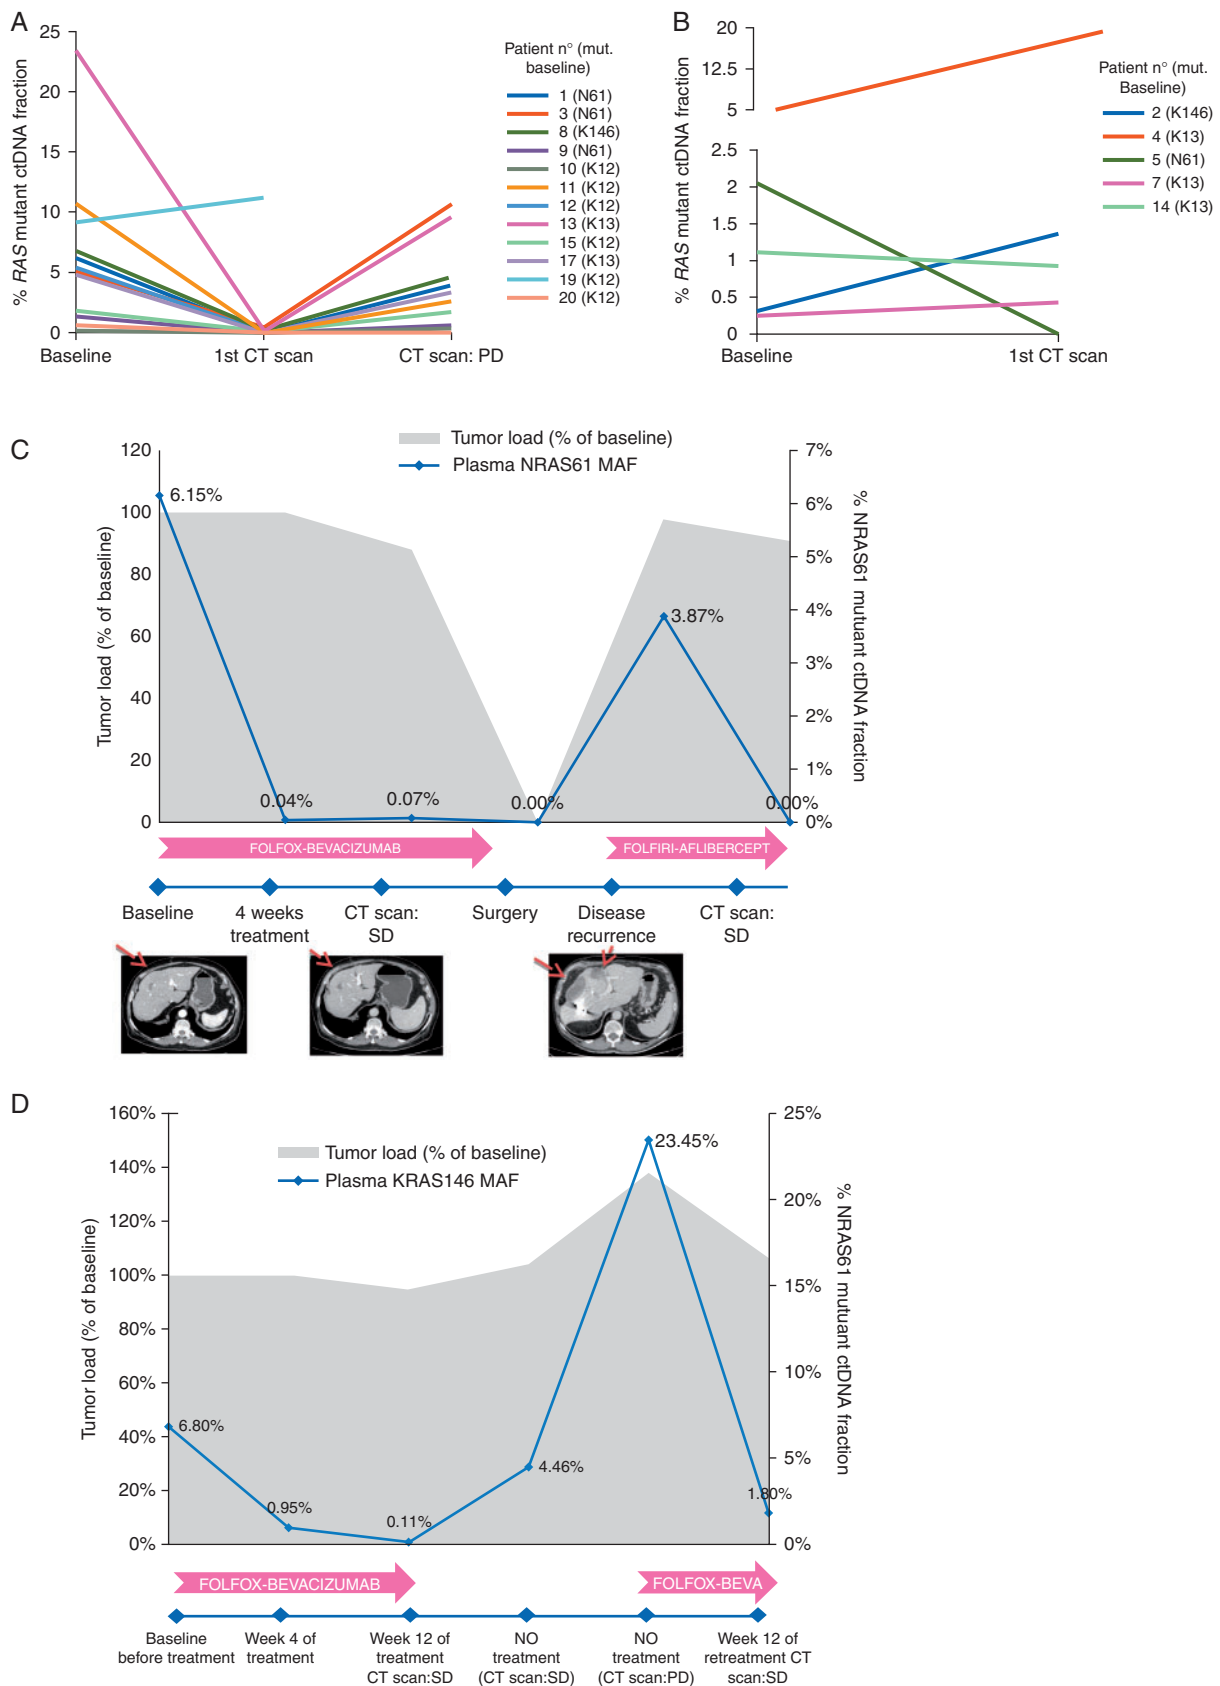 A
% RAS mutant ctDNA fraction
25
20
15
10
5
0
Baseline
1st CT scan
CT scan: PD
Patient n° (mut.
baseline)
1 (N61)
3 (N61)
8 (K146)
9 (N61)
10 (K12)
11 (K12)
12 (K12)
13 (K13)
15 (K12)
17 (K13)
19 (K12)
20 (K12)
B
% RAS mutant ctDNA fraction
20
12.5
5
2.5
2
1.5
1
0.5
0
Baseline
1st CT scan
Patient n° (mut.
Baseline)
2 (K146)
4 (K13)
5 (N61)
7 (K13)
14 (K13)
C
Tumor load (% of baseline)
Plasma NRAS61 MAF
Tumor load (% of baseline)
120
100
80
60
40
20
0
6.15%
0.04%
0.07%
0.00%
3.87%
0.00%
7%
6%
5%
4%
3%
2%
1%
0%
% NRAS61 mutuant ctDNA fraction
FOLFOX-BEVACIZUMAB
FOLFIRI-AFLIBERCEPT
Baseline
4 weeks
treatment
CT scan:
SD
Surgery
Disease
recurrence
CT scan:
SD
D
Tumor load (% of baseline)
Plasma KRAS146 MAF
Tumor load (% of baseline)
160%
140%
120%
100%
80%
60%
40%
20%
0%
6.80%
0.95%
0.11%
4.46%
23.45%
1.80%
25%
20%
15%
10%
5%
0%
% NRAS61 mutuant ctDNA fraction
FOLFOX-BEVACIZUMAB
FOLFOX-BEVA
Baseline
before treatment
Week 4 of
treatment
Week 12 of
treatment
CT scan:SD
NO
treatment
(CT scan:SD)
NO
treatment
(CT scan:PD)
Week 12 of
retreatment CT
scan:SD